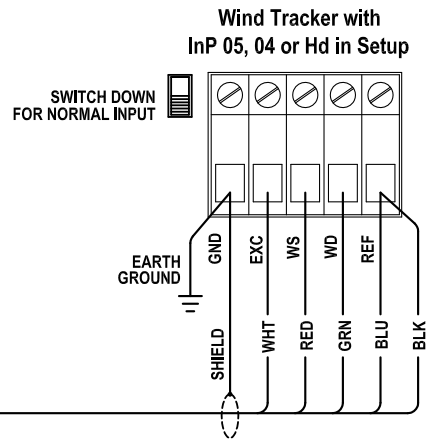 Wind Tracker with
InP 05, 04 or Hd in Setup
SWITCH DOWN
FOR NORMAL INPUT
GND
EXC
WS
WD
REF
EARTH
GROUND
SHIELD
WHT
RED
GRN
BLU
BLK